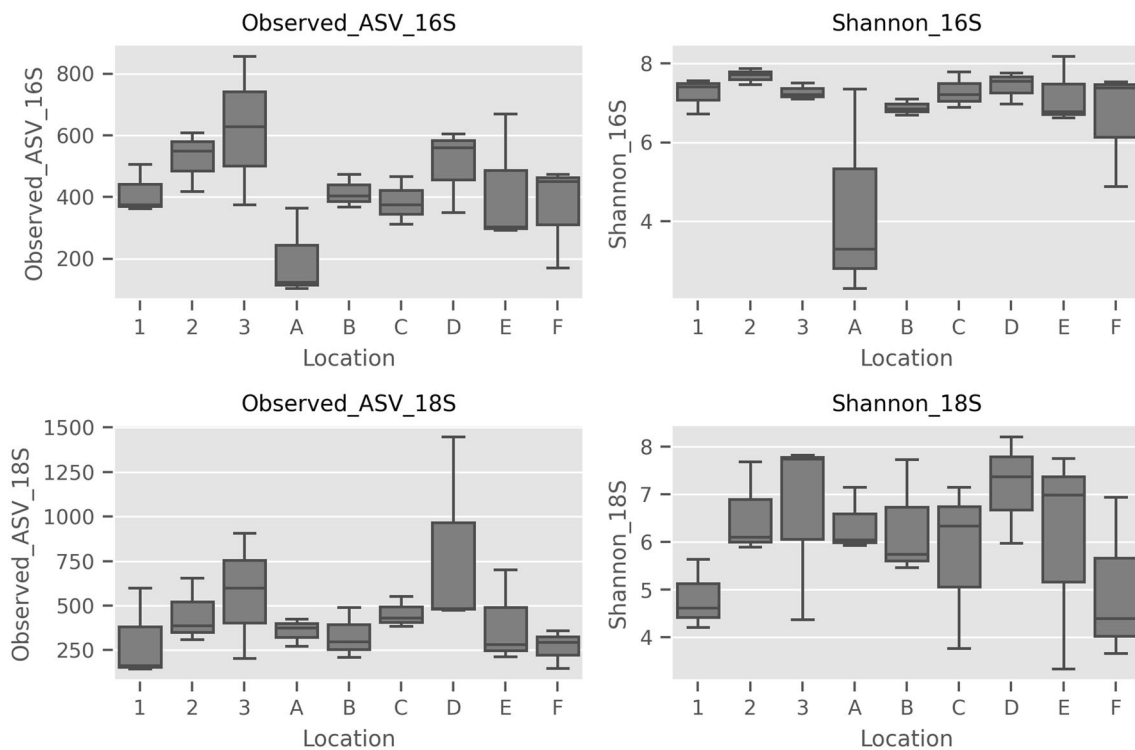 Observed_ASV_16S
Observed_ASV_16S
800
600
400
200
1 2 3 A B C D E F
Location
Shannon_16S
Shannon_16S
8
6
4
1 2 3 A B C D E F
Location
Observed_ASV_18S
Observed_ASV_18S
1500
1250
1000
750
500
250
1 2 3 A B C D E F
Location
Shannon_18S
Shannon_18S
8
7
6
5
4
1 2 3 A B C D E F
Location